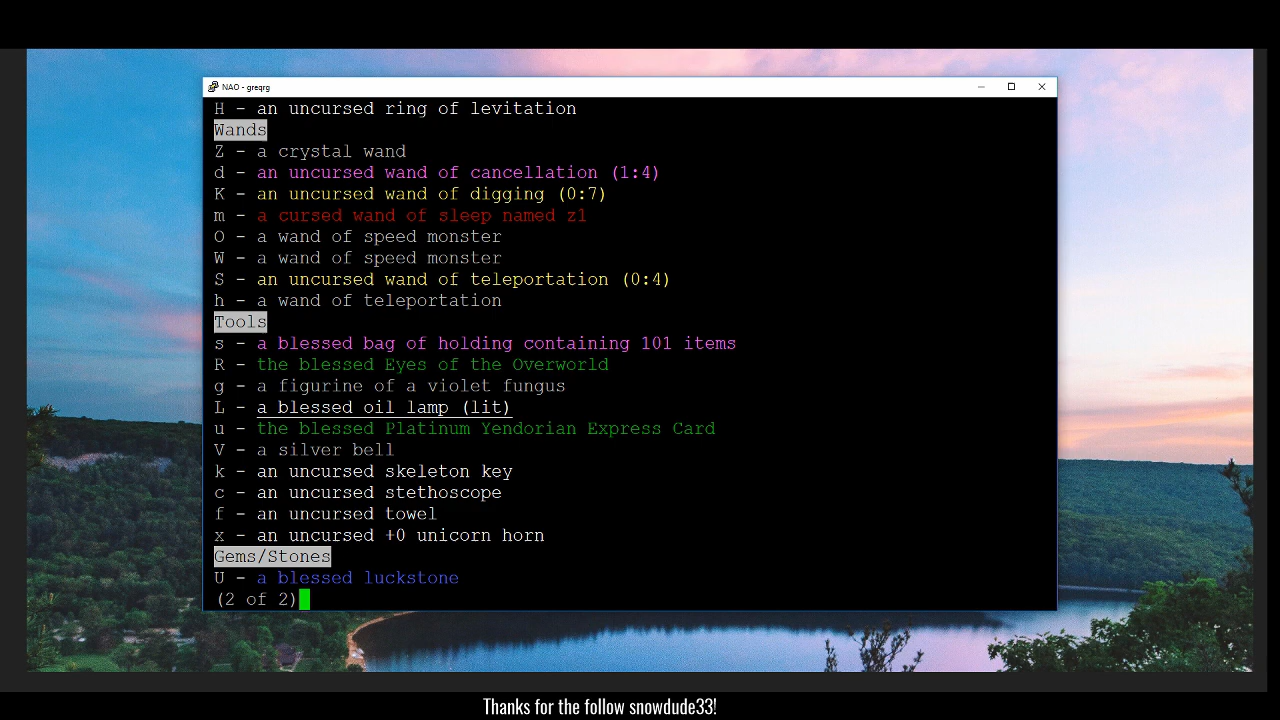 NAO - greqrg
H - an uncursed ring of levitation
Wands
Z - a crystal wand
d - an uncursed wand of cancellation (1:4)
K - an uncursed wand of digging (0:7)
m - a cursed wand of sleep named z1
O - a wand of speed monster
W - a wand of speed monster
S - an uncursed wand of teleportation (0:4)
h - a wand of teleportation
Tools
s - a blessed bag of holding containing 101 items
R - the blessed Eyes of the Overworld
g - a figurine of a violet fungus
L - a blessed oil lamp (lit)
u - the blessed Platinum Yendorian Express Card
V - a silver bell
k - an uncursed skeleton key
c - an uncursed stethoscope
f - an uncursed towel
x - an uncursed +0 unicorn horn
Gems/Stones
U - a blessed luckstone
(2 of 2)
Thanks for the follow snowdude33!